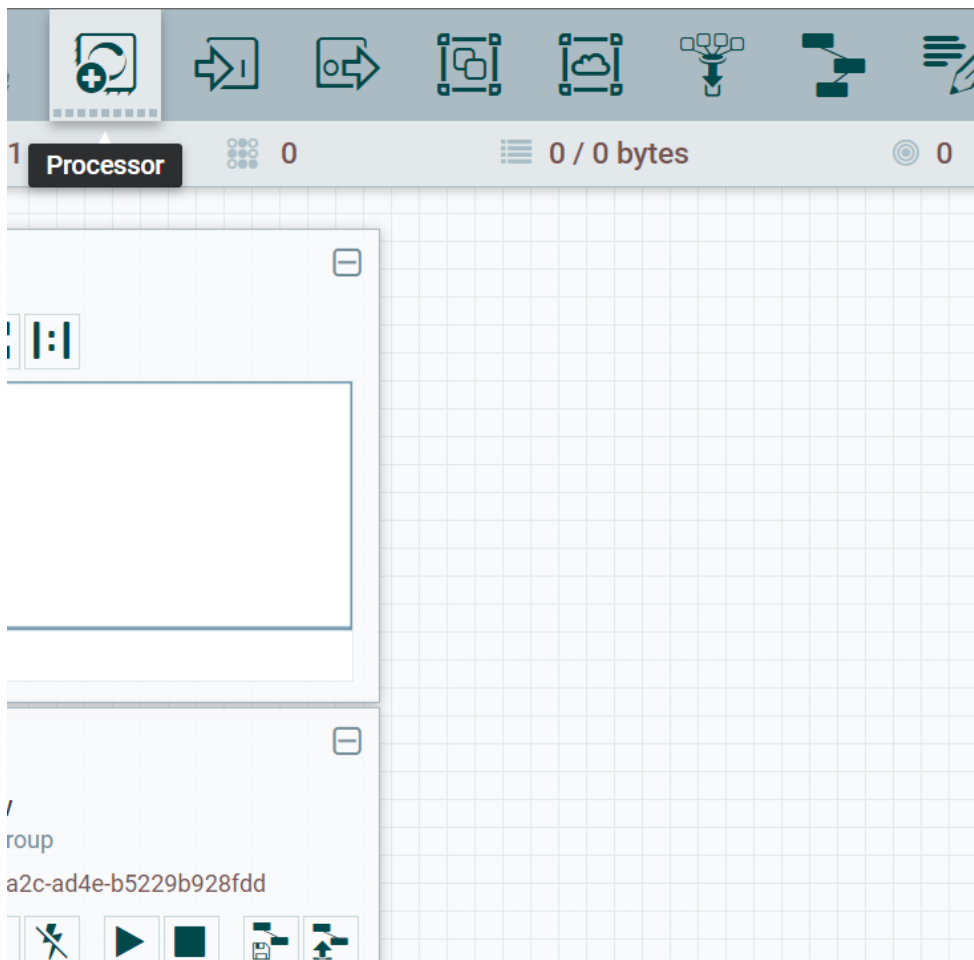 1
Processor
0
0 / 0 bytes
0
roup
a2c-ad4e-b5229b928fdd